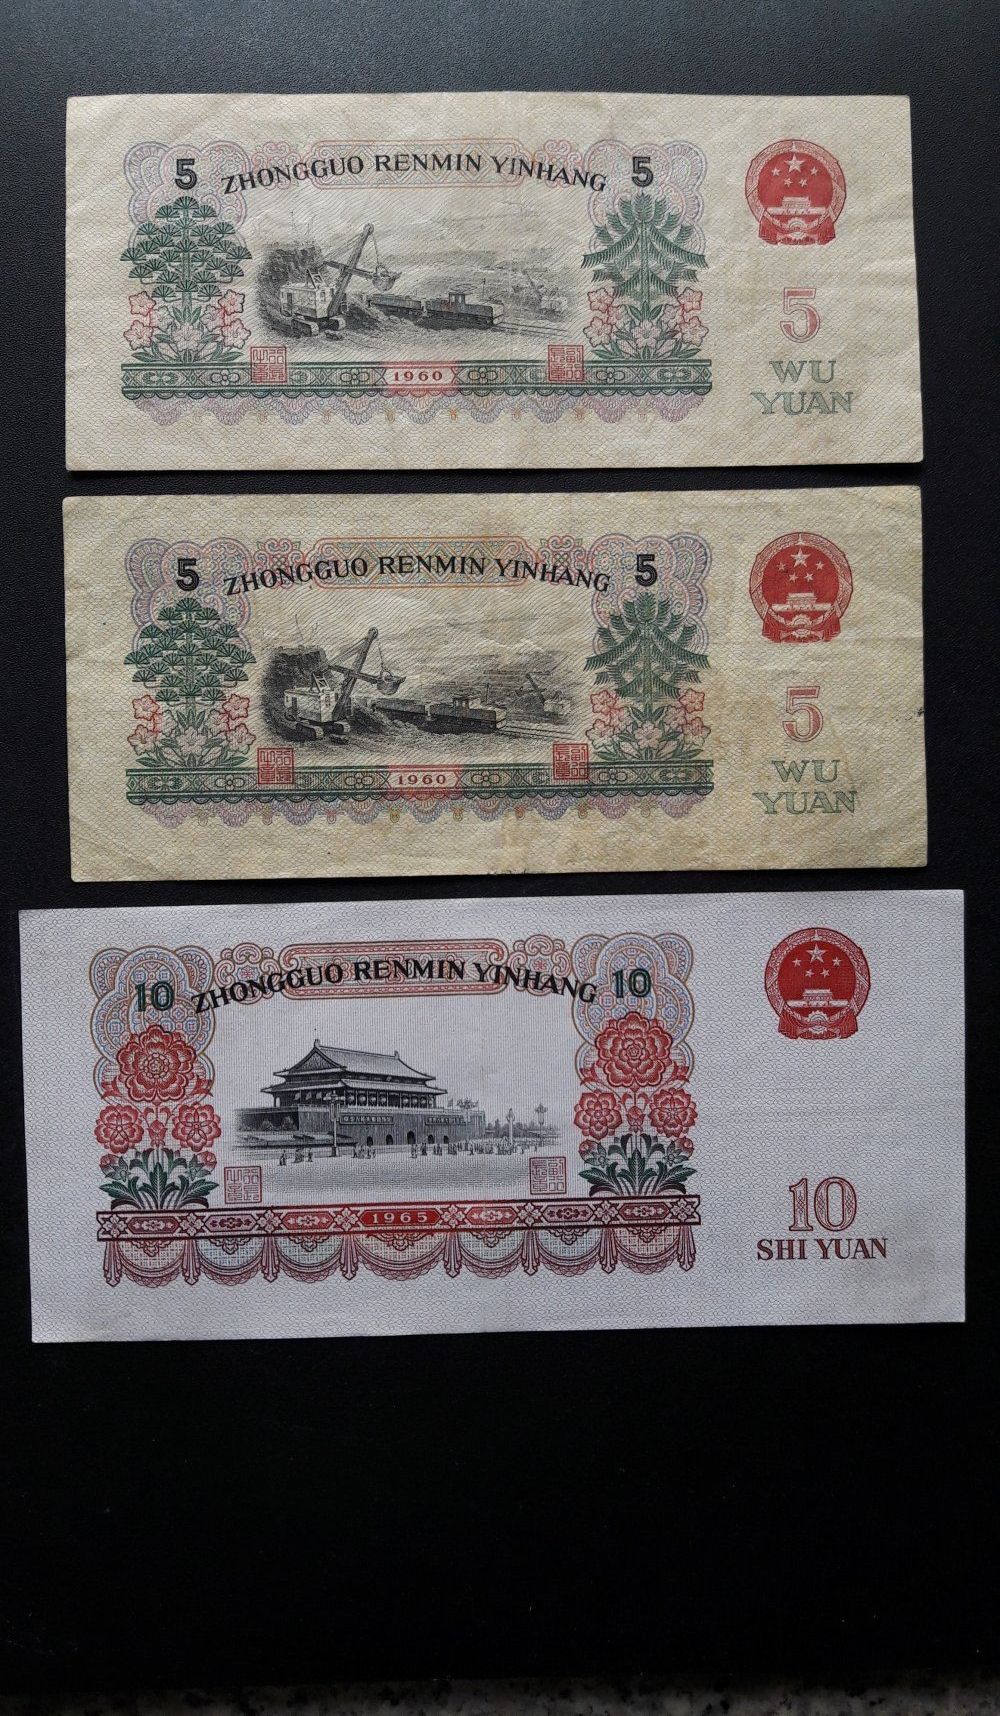 5 ZHONGGUO RENMIN YINHANG 5
5
WU
YUAN
1960
5 ZHONGGUO RENMIN YINHANG 5
5
WU
YUAN
1960
10 ZHONGGUO RENMIN YINHANG 10
10
SHI YUAN
1965